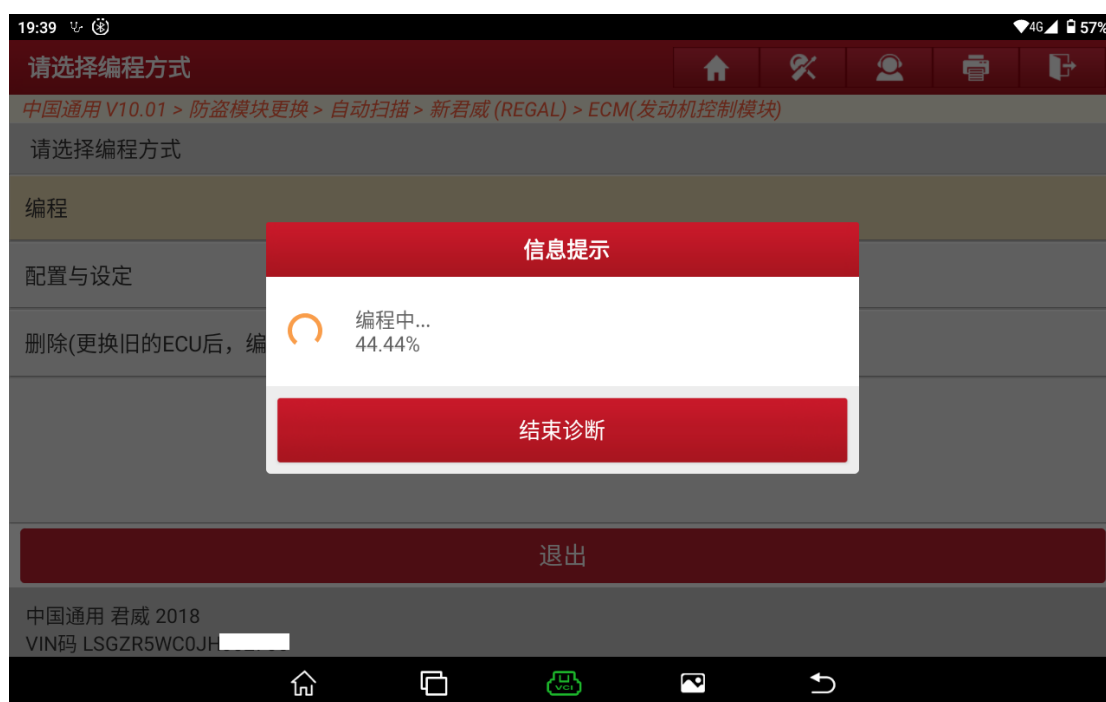 19:39
4G
57%
请选择编程方式
中国通用 V10.01 > 防盗模块更换 > 自动扫描 > 新君威 (REGAL) > ECM(发动机控制模块)
请选择编程方式
编程
信息提示
配置与设定
编程中...
44.44%
删除(更换旧的ECU后，编
结束诊断
退出
中国通用 君威 2018
VIN码 LSGZR5WC0JH
VCI